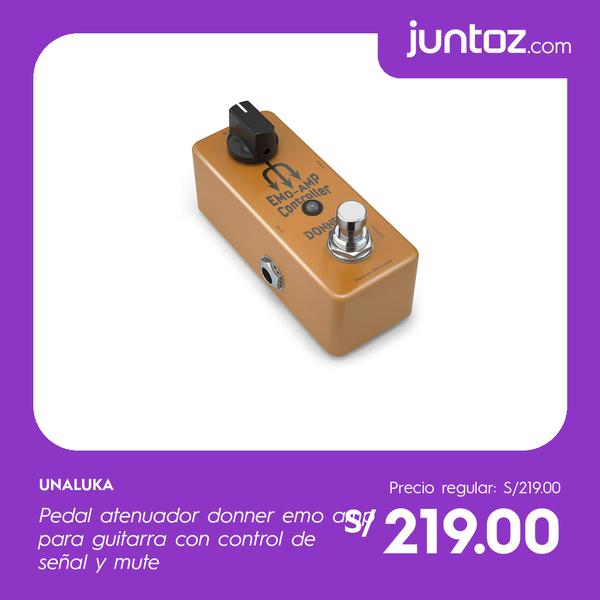 juntoz.com
EMO-AMP
Controller
DONNER
UNALUKA
Pedal atenuador donner emo amp
para guitarra con control de
señal y mute
Precio regular: S/219.00
S/ 219.00